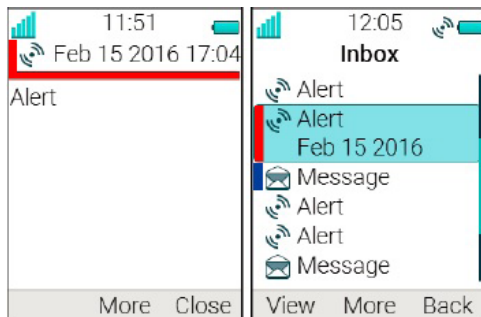 11:51
Feb 15 2016 17:04
Alert
More Close
12:05
Inbox
Alert
Alert
Feb 15 2016
Message
Alert
Alert
Message
View More Back